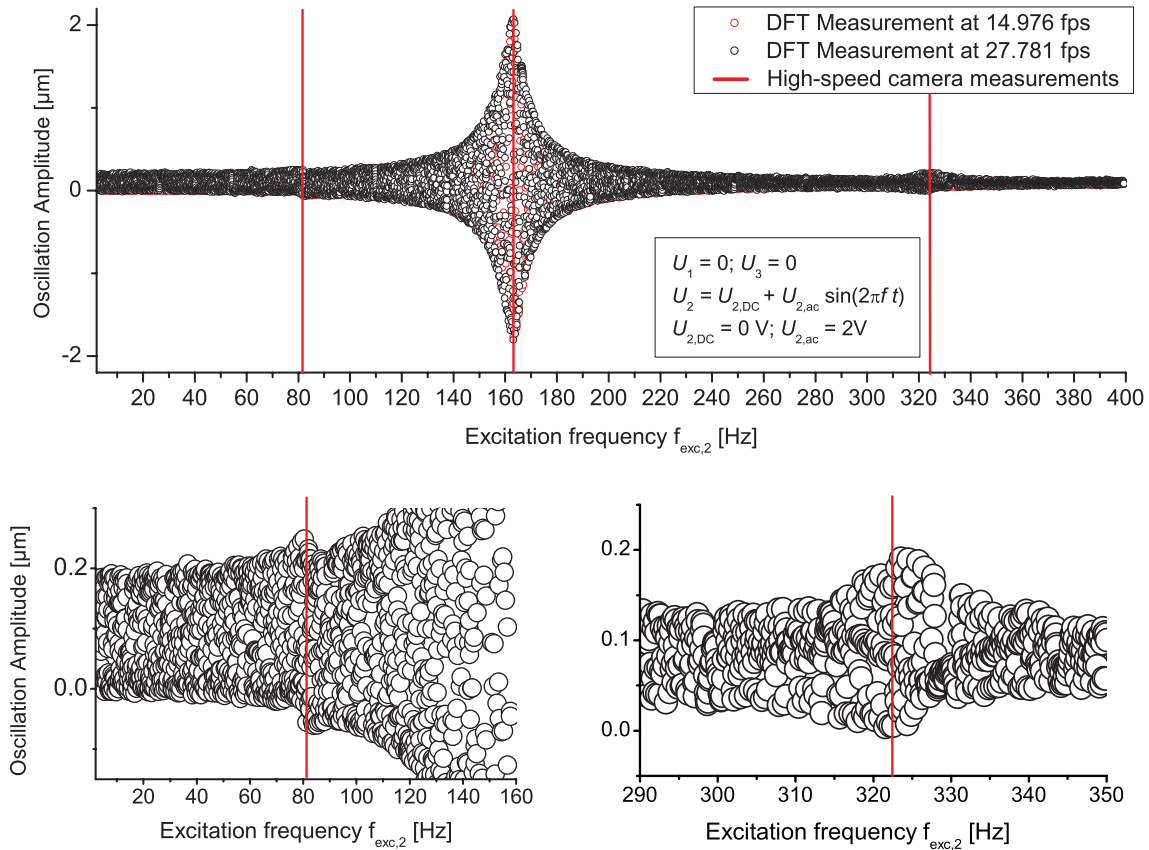 2
0
-2
Oscillation Amplitude [µm]
DFT Measurement at 14.976 fps
DFT Measurement at 27.781 fps
High-speed camera measurements
U1 = 0; U3 = 0
U2 = U2,DC + U2,ac sin(2πf t)
U2,DC = 0 V; U2,ac = 2V
20 40 60 80 100 120 140 160 180 200 220 240 260 280 300 320 340 360 380 400
Excitation frequency fexc,2 [Hz]
0.2
0.0
Oscillation Amplitude [µm]
20 40 60 80 100 120 140 160
Excitation frequency fexc,2 [Hz]
0.2
0.1
0.0
Oscillation Amplitude [µm]
290 300 310 320 330 340 350
Excitation frequency fexc,2 [Hz]